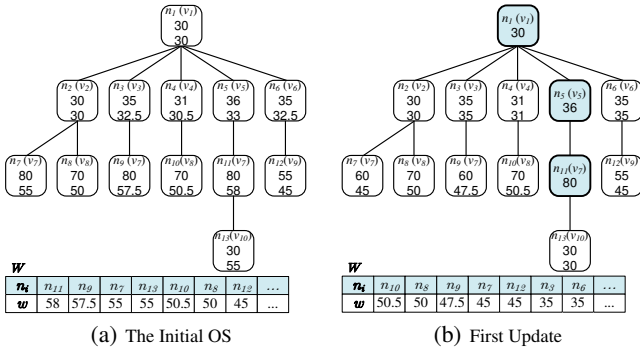 n1 (v1)
30
30
n2 (v2)
30
30
n3 (v3)
35
32.5
n4 (v4)
31
30.5
n5 (v5)
36
33
n6 (v6)
35
32.5
n7 (v7)
80
55
n8 (v8)
70
50
n9 (v7)
80
57.5
n10(v8)
70
50.5
n11(v7)
80
58
n12(v9)
55
45
n13(v10)
30
55
W
ni n11 n9 n7 n13 n10 n8 n12 ...
w 58 57.5 55 55 50.5 50 45 ...
(a) The Initial OS
n1 (v1)
30
n2 (v2)
30
30
n3 (v3)
35
35
n4 (v4)
31
31
n5 (v5)
36
n6 (v6)
35
35
n7 (v7)
60
45
n8 (v8)
70
50
n9 (v7)
60
47.5
n10(v8)
70
50.5
n11(v7)
80
n12(v9)
55
45
n13(v10)
30
30
W
ni n10 n8 n9 n7 n12 n3 n6 ...
w 50.5 50 47.5 45 45 35 35 ...
(b) First Update